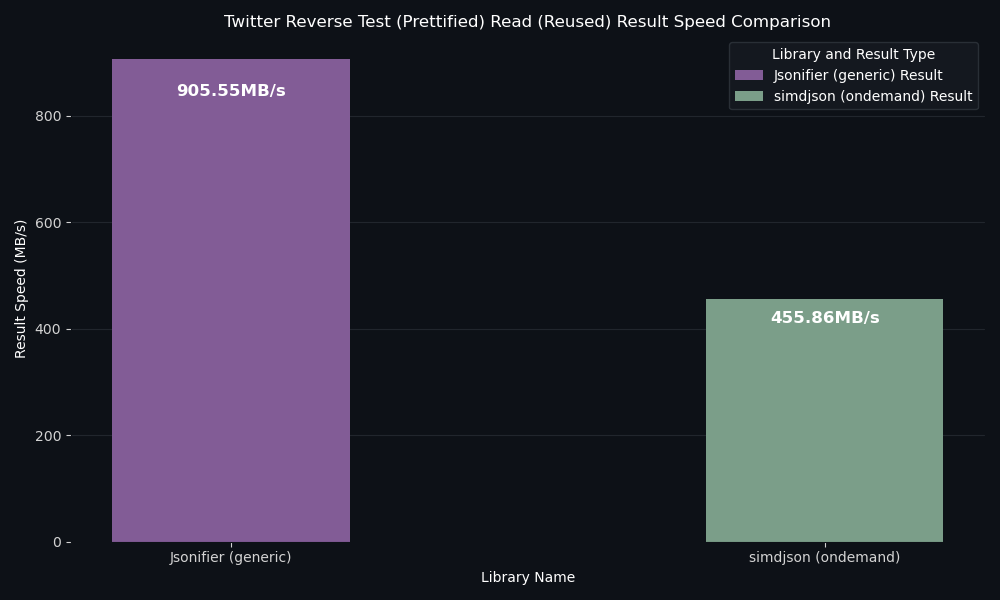 Twitter Reverse Test (Prettified) Read (Reused) Result Speed Comparison
Library and Result Type
Jsonifier (generic) Result
simdjson (ondemand) Result
905.55MB/s
455.86MB/s
Result Speed (MB/s)
800
600
400
200
0
Jsonifier (generic)
simdjson (ondemand)
Library Name